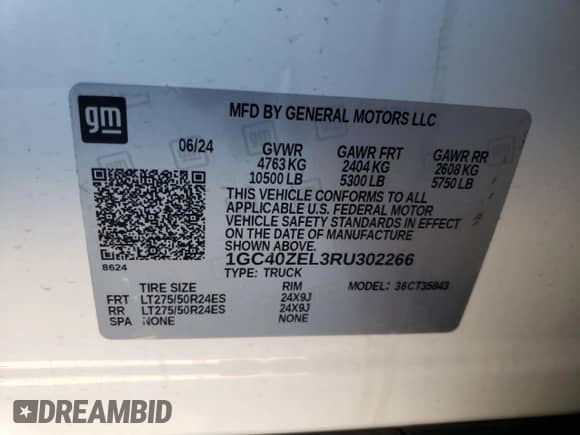 gm
MFD BY GENERAL MOTORS LLC
06/24 GVWR GAWR FRT GAWR RR
4763 KG 2404 KG 2608 KG
10500 LB 5300 LB 5750 LB
THIS VEHICLE CONFORMS TO ALL
APPLICABLE U.S. FEDERAL MOTOR
VEHICLE SAFETY STANDARDS IN EFFECT
ON THE DATE OF MANUFACTURE
SHOWN ABOVE.
8624
1GC40ZEL3RU302266
TYPE: TRUCK
TIRE SIZE RIM MODEL: 36CT35843
FRT LT275/50R24ES 24X9J
RR LT275/50R24ES 24X9J
SPA NONE NONE
DREAMBID